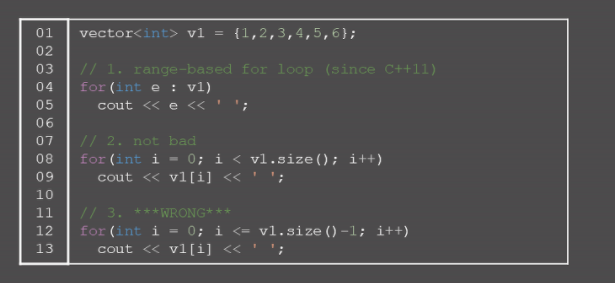 01 vector<int> v1 = {1,2,3,4,5,6};
02
03 // 1. range-based for loop (since C++11)
04 for(int e : v1)
05   cout << e << ' ';
06
07 // 2. not bad
08 for(int i = 0; i < v1.size(); i++)
09   cout << v1[i] << ' ';
10
11 // 3. ***WRONG***
12 for(int i = 0; i <= v1.size()-1; i++)
13   cout << v1[i] << ' ';